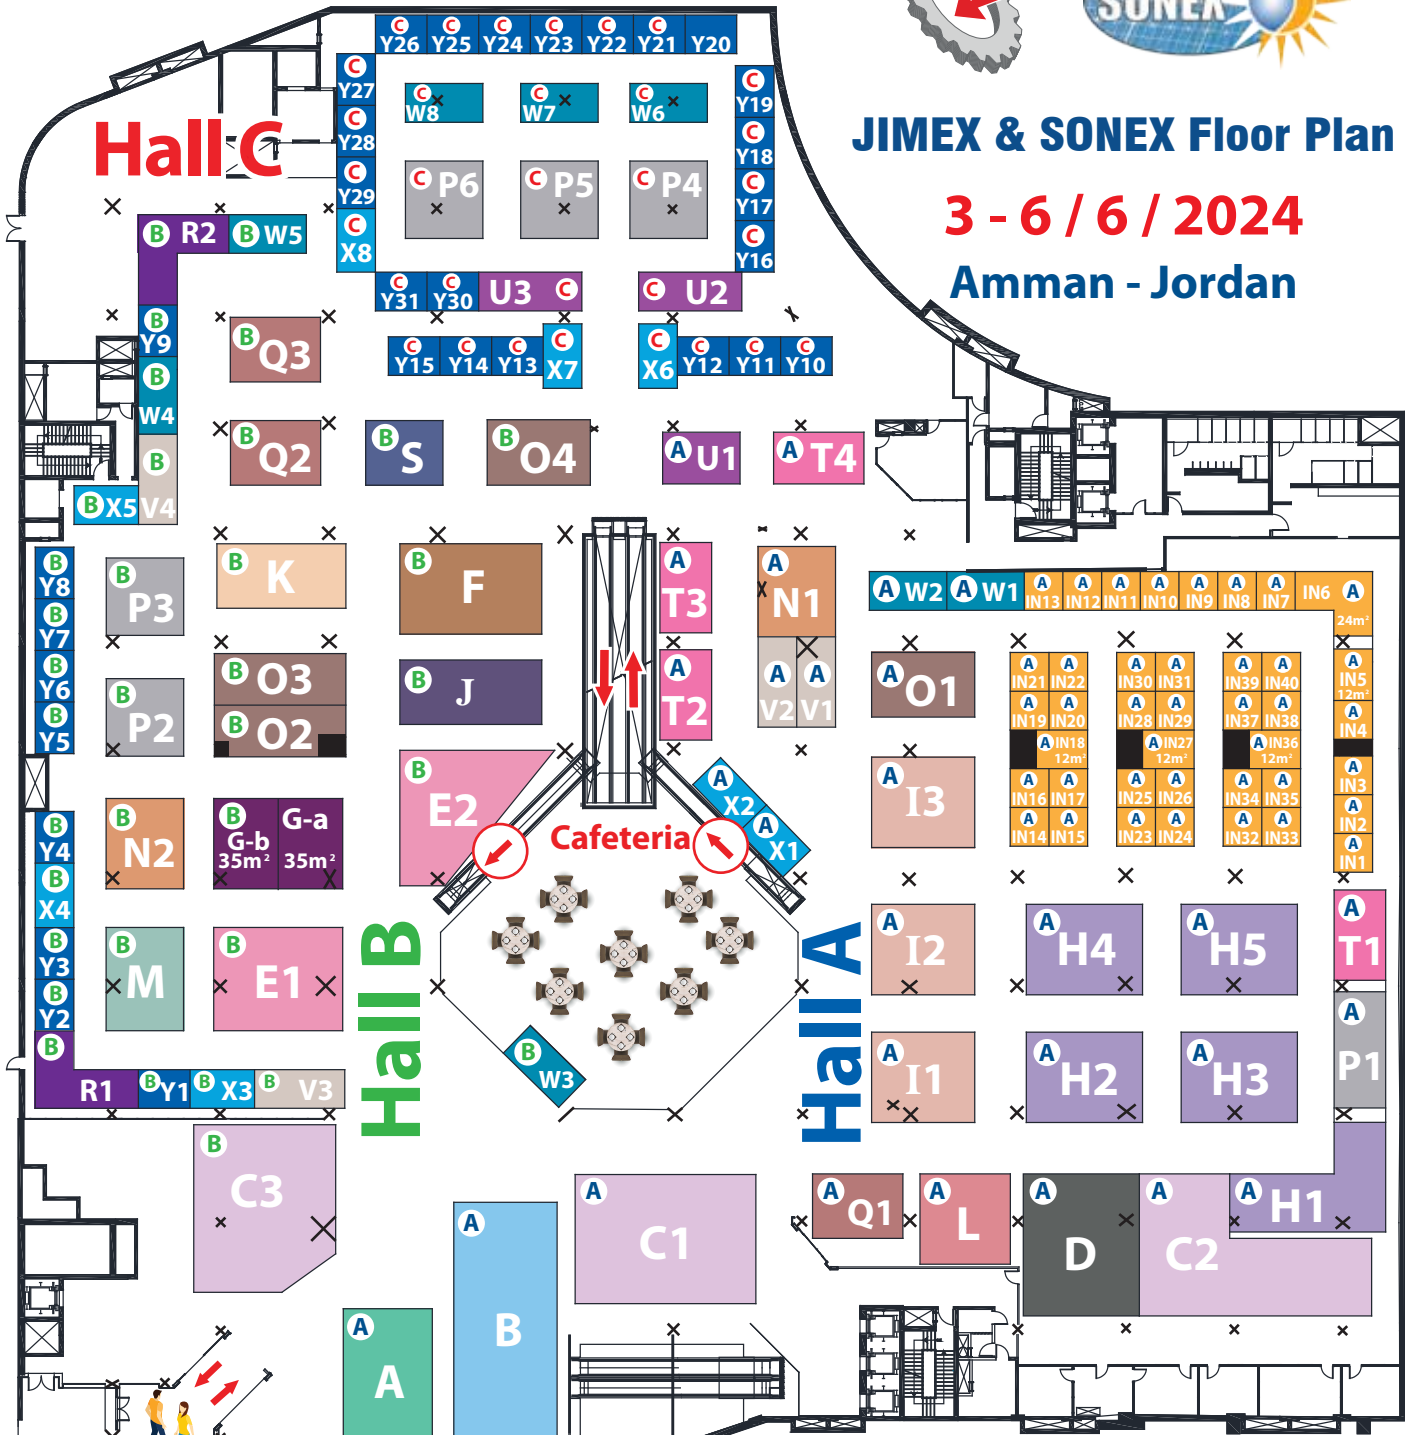 SONEX
JIMEX & SONEX Floor Plan
3 - 6 / 6 / 2024
Amman - Jordan
Hall C
C Y26
C Y25
C Y24
C Y23
C Y22
C Y21
Y20
C Y27
C Y28
C Y29
C X8
C W8
C W7
C W6
C Y19
C Y18
C Y17
C Y16
C P6
C P5
C P4
C Y31
C Y30
U3 C
C U2
C Y15
C Y14
C Y13
C X7
C X6
C Y12
C Y11
C Y10
B R2
B W5
B Y9
B W4
B V4
B X5
B Q3
B Q2
B S
B O4
A U1
A T4
B Y8
B Y7
B Y6
B Y5
B P3
B K
B F
A T3
A N1
A W2
A W1
A IN13
A IN12
A IN11
A IN10
A IN9
A IN8
A IN7
IN6 A
24m²
B P2
B O3
B O2
B J
A T2
A V2
A V1
A O1
A IN21
A IN22
A IN19
A IN20
A IN18
12m²
A IN16
A IN17
A IN14
A IN15
A IN30
A IN31
A IN28
A IN29
A IN27
12m²
A IN25
A IN26
A IN23
A IN24
A IN39
A IN40
A IN37
A IN38
A IN36
12m²
A IN34
A IN35
A IN32
A IN33
A IN5
12m²
A IN4
A IN3
A IN2
A IN1
B E2
A X2
A X1
A I3
Cafeteria
B Y4
B X4
B Y3
B Y2
B N2
B G-b
35m²
G-a
35m²
B M
B E1
Hall B
Hall A
A I2
A H4
A H5
A T1
A P1
B W3
A I1
A H2
A H3
B R1
B Y1
B X3
B V3
B C3
A B
A C1
A Q1
A L
A D
A C2
A H1
A A